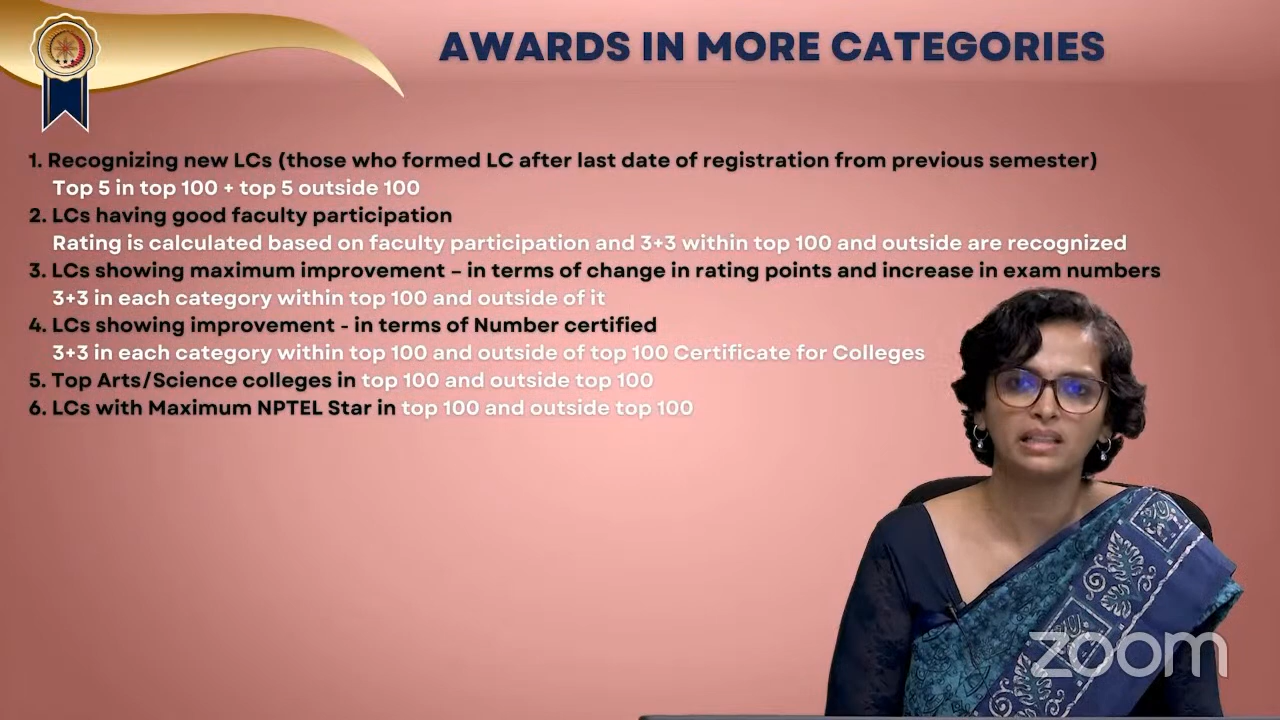 AWARDS IN MORE CATEGORIES
1. Recognizing new LCs (those who formed LC after last date of registration from previous semester)
Top 5 in top 100 + top 5 outside 100
2. LCs having good faculty participation
Rating is calculated based on faculty participation and 3+3 within top 100 and outside are recognized
3. LCs showing maximum improvement – in terms of change in rating points and increase in exam numbers
3+3 in each category within top 100 and outside of it
4. LCs showing improvement - in terms of Number certified
3+3 in each category within top 100 and outside of top 100 Certificate for Colleges
5. Top Arts/Science colleges in top 100 and outside top 100
6. LCs with Maximum NPTEL Star in top 100 and outside top 100
zoom